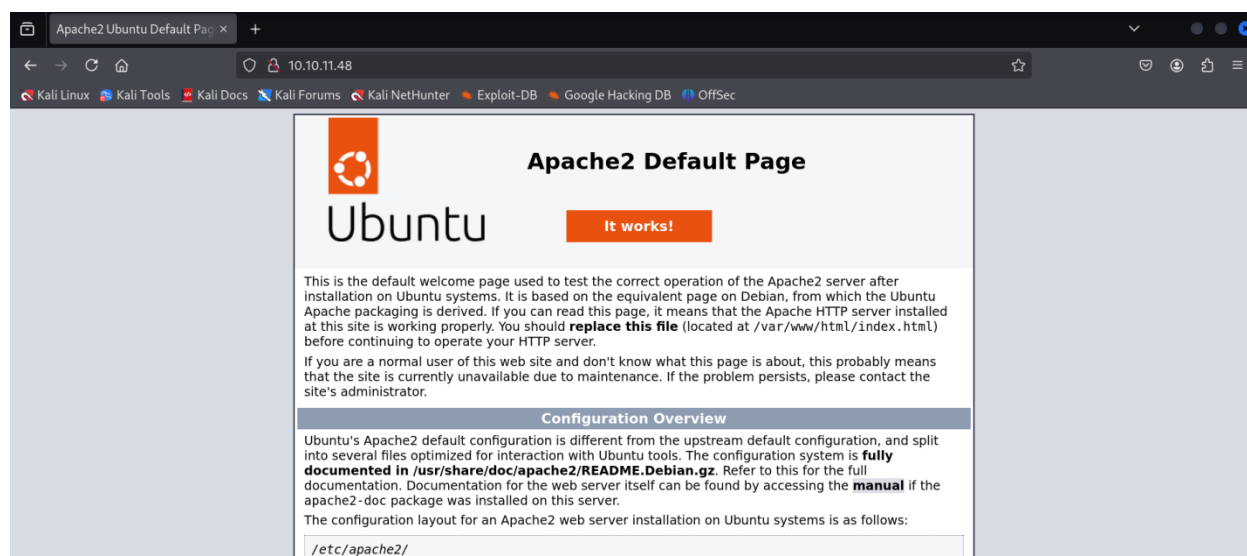 Apache2 Ubuntu Default Pag
10.10.11.48
Kali Linux Kali Tools Kali Docs Kali Forums Kali NetHunter Exploit-DB Google Hacking DB OffSec
Apache2 Default Page
Ubuntu
It works!
This is the default welcome page used to test the correct operation of the Apache2 server after
installation on Ubuntu systems. It is based on the equivalent page on Debian, from which the Ubuntu
Apache packaging is derived. If you can read this page, it means that the Apache HTTP server installed
at this site is working properly. You should replace this file (located at /var/www/html/index.html)
before continuing to operate your HTTP server.
If you are a normal user of this web site and don't know what this page is about, this probably means
that the site is currently unavailable due to maintenance. If the problem persists, please contact the
site's administrator.
Configuration Overview
Ubuntu's Apache2 default configuration is different from the upstream default configuration, and split
into several files optimized for interaction with Ubuntu tools. The configuration system is fully
documented in /usr/share/doc/apache2/README.Debian.gz. Refer to this for the full
documentation. Documentation for the web server itself can be found by accessing the manual if the
apache2-doc package was installed on this server.
The configuration layout for an Apache2 web server installation on Ubuntu systems is as follows:
/etc/apache2/